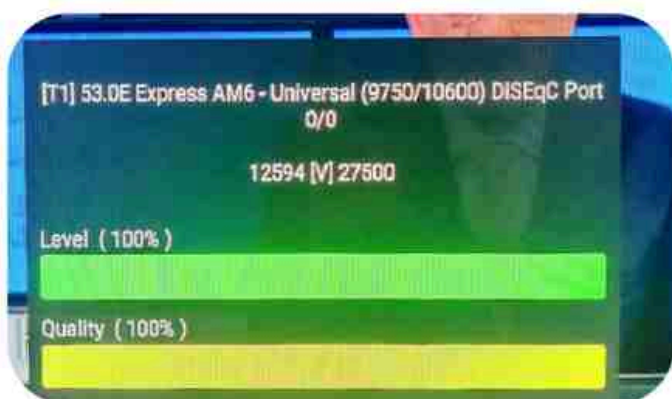 [T1] 53.0E Express AM6 - Universal (9750/10600) DiSEqC Port
0/0
12594 [V] 27500
Level ( 100% )
Quality ( 100% )